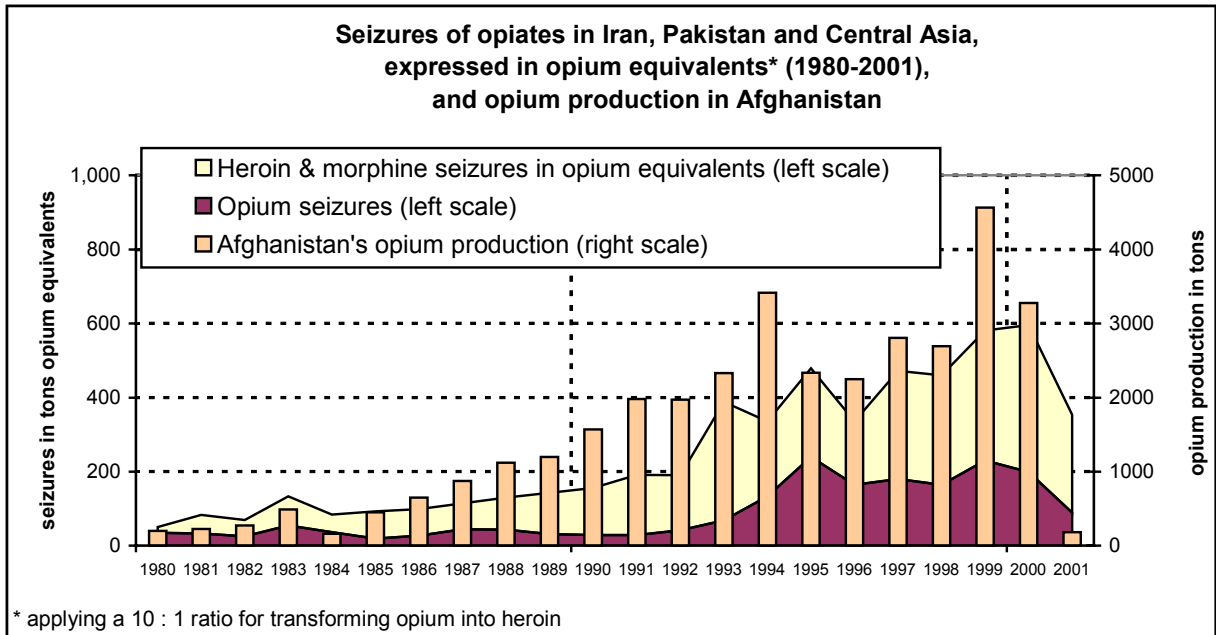 Seizures of opiates in Iran, Pakistan and Central Asia,
expressed in opium equivalents* (1980-2001),
and opium production in Afghanistan
Heroin & morphine seizures in opium equivalents (left scale)
Opium seizures (left scale)
Afghanistan's opium production (right scale)
seizures in tons opium equivalents
1,000
800
600
400
200
0
5000
4000
3000
2000
1000
0
opium production in tons
1980 1981 1982 1983 1984 1985 1986 1987 1988 1989 1990 1991 1992 1993 1994 1995 1996 1997 1998 1999 2000 2001
* applying a 10 : 1 ratio for transforming opium into heroin